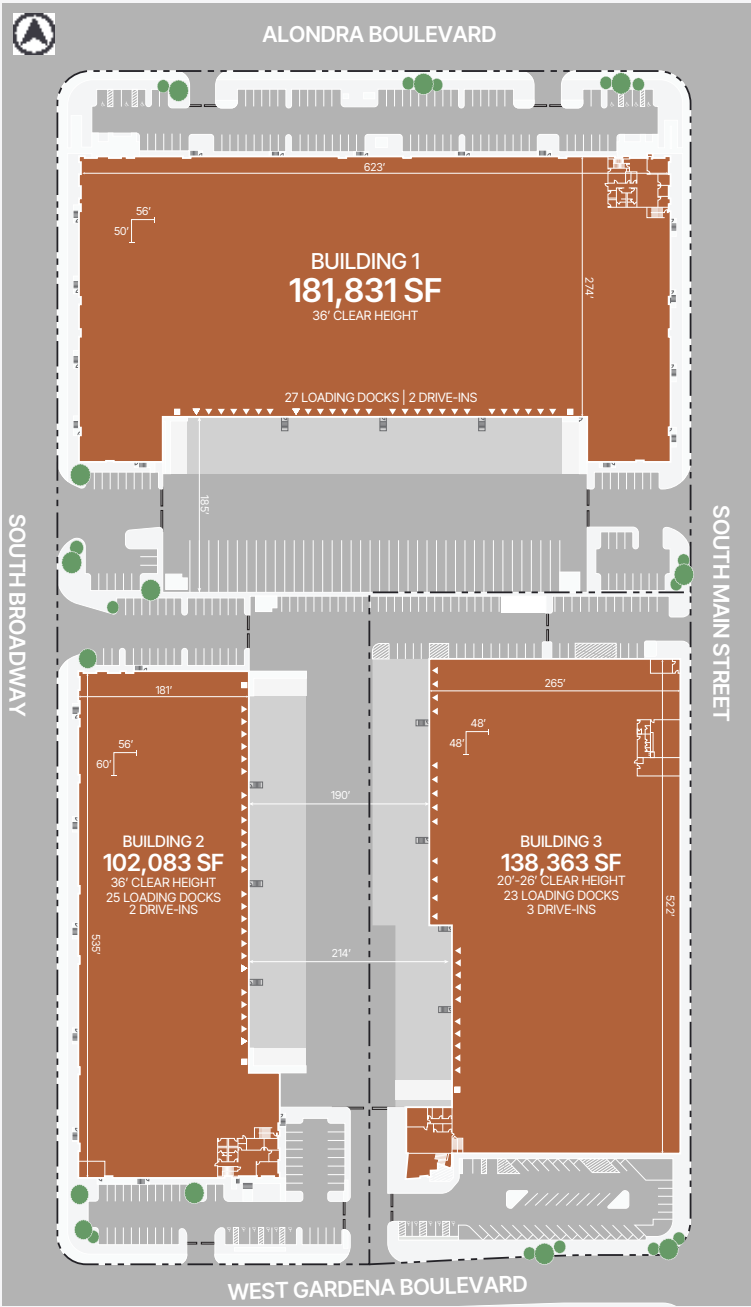 ALONDRA BOULEVARD
623'
56'
50'
BUILDING 1
181,831 SF
36' CLEAR HEIGHT
274'
27 LOADING DOCKS | 2 DRIVE-INS
185'
SOUTH BROADWAY
SOUTH MAIN STREET
181'
265'
56'
60'
48'
48'
190'
BUILDING 2
102,083 SF
36' CLEAR HEIGHT
25 LOADING DOCKS
2 DRIVE-INS
535'
BUILDING 3
138,363 SF
20'-26' CLEAR HEIGHT
23 LOADING DOCKS
3 DRIVE-INS
522'
214'
WEST GARDENA BOULEVARD